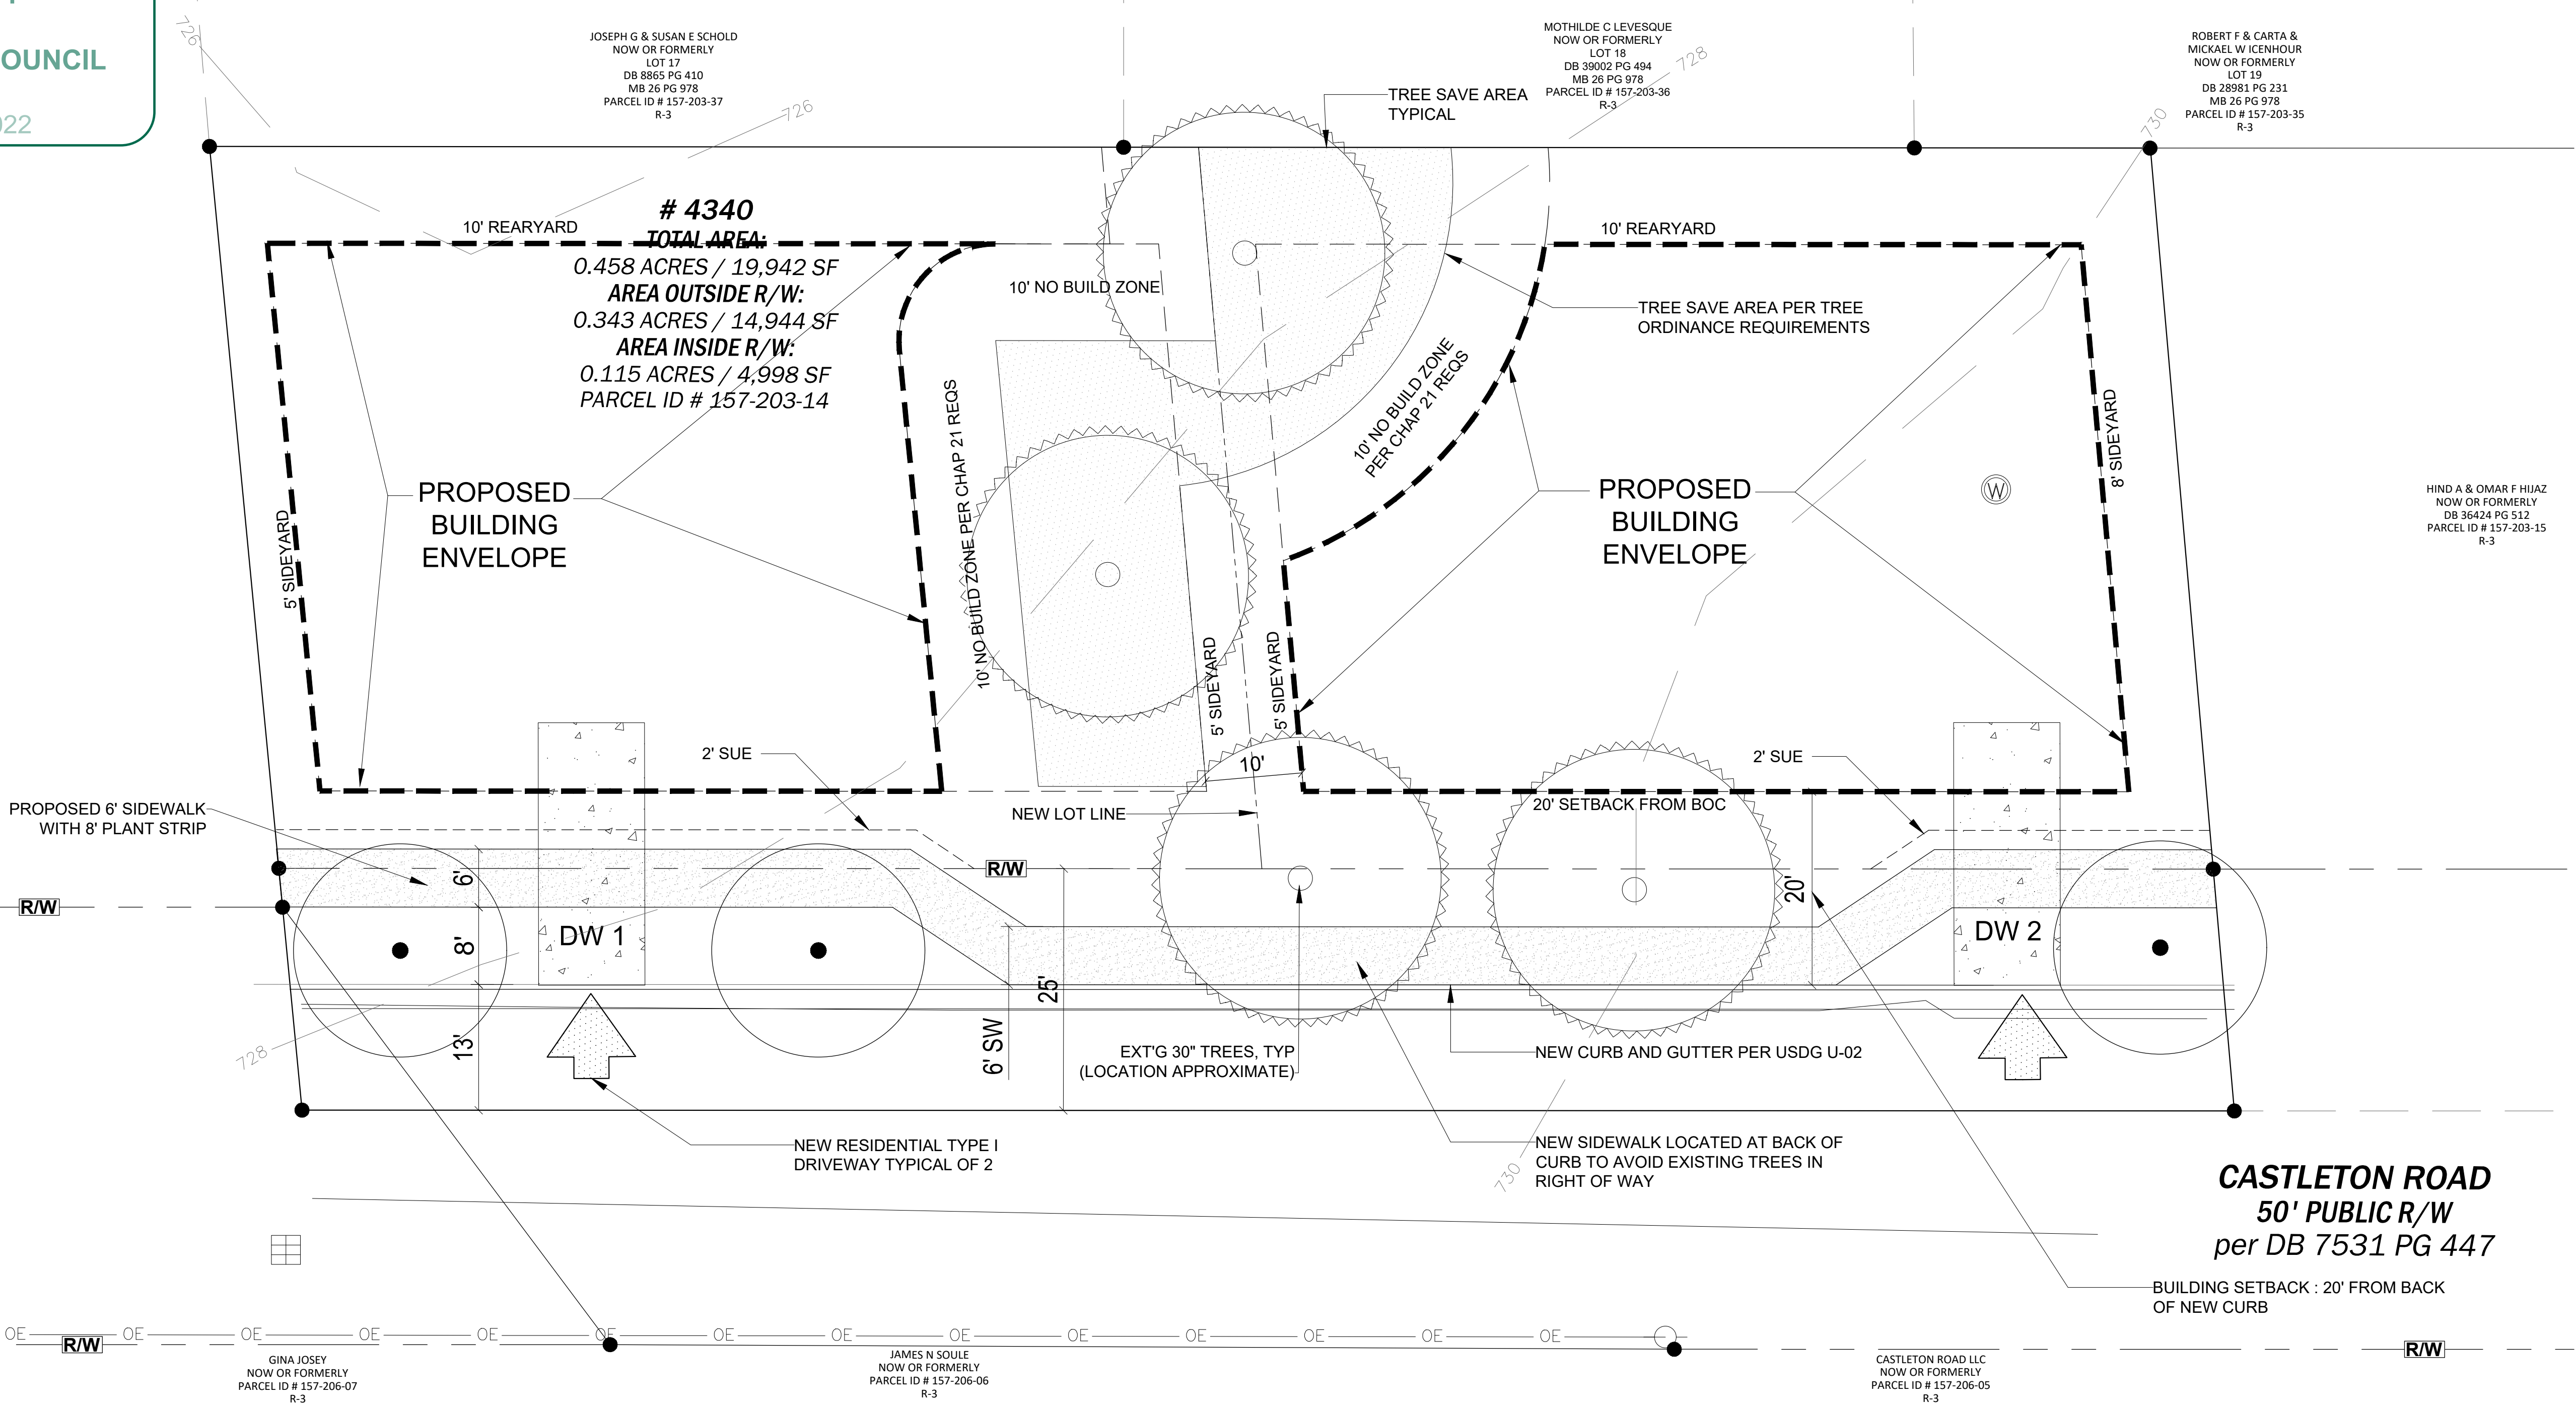 OUNCIL
022
726
JOSEPH G & SUSAN E SCHOLD
NOW OR FORMERLY
LOT 17
DB 8865 PG 410
MB 26 PG 978
PARCEL ID # 157-203-37
R-3
726
MOTHILDE C LEVESQUE
NOW OR FORMERLY
LOT 18
DB 39002 PG 494
MB 26 PG 978
PARCEL ID # 157-203-36
R-3
728
ROBERT F & CARTA &
MICKAEL W ICENHOUR
NOW OR FORMERLY
LOT 19
DB 28981 PG 231
MB 26 PG 978
PARCEL ID # 157-203-35
R-3
730
TREE SAVE AREA
TYPICAL
10' REARYARD
# 4340
TOTAL AREA:
0.458 ACRES / 19,942 SF
AREA OUTSIDE R/W:
0.343 ACRES / 14,944 SF
AREA INSIDE R/W:
0.115 ACRES / 4,998 SF
PARCEL ID # 157-203-14
10' NO BUILD ZONE
10' REARYARD
TREE SAVE AREA PER TREE
ORDINANCE REQUIREMENTS
10' NO BUILD ZONE
PER CHAP 21 REQS
10' NO BUILD ZONE PER CHAP 21 REQS
PROPOSED
BUILDING
ENVELOPE
PROPOSED
BUILDING
ENVELOPE
W
5' SIDEYARD
8' SIDEYARD
HIND A & OMAR F HIJAZ
NOW OR FORMERLY
DB 36424 PG 512
PARCEL ID # 157-203-15
R-3
5' SIDEYARD
5' SIDEYARD
2' SUE
10'
2' SUE
PROPOSED 6' SIDEWALK
WITH 8' PLANT STRIP
NEW LOT LINE
20' SETBACK FROM BOC
R/W
R/W
6'
20'
8'
DW 1
DW 2
25'
13'
6' SW
728
EXT'G 30" TREES, TYP
(LOCATION APPROXIMATE)
NEW CURB AND GUTTER PER USDG U-02
NEW RESIDENTIAL TYPE I
DRIVEWAY TYPICAL OF 2
NEW SIDEWALK LOCATED AT BACK OF
CURB TO AVOID EXISTING TREES IN
RIGHT OF WAY
730
CASTLETON ROAD
50' PUBLIC R/W
per DB 7531 PG 447
BUILDING SETBACK : 20' FROM BACK
OF NEW CURB
OE OE OE OE OE OE OE OE OE OE OE OE OE OE
R/W
R/W
GINA JOSEY
NOW OR FORMERLY
PARCEL ID # 157-206-07
R-3
JAMES N SOULE
NOW OR FORMERLY
PARCEL ID # 157-206-06
R-3
CASTLETON ROAD LLC
NOW OR FORMERLY
PARCEL ID # 157-206-05
R-3